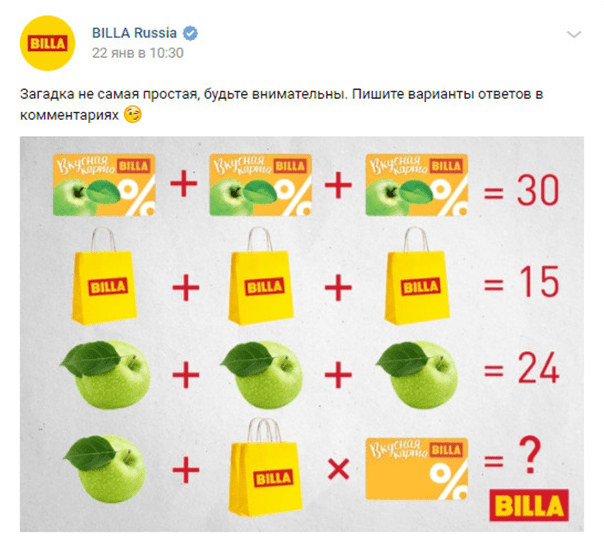 BILLA
BILLA Russia
22 янв в 10:30
Загадка не самая простая, будьте внимательны. Пишите варианты ответов в
комментариях
Вкусная карта BILLA % + Вкусная карта BILLA % + Вкусная карта BILLA % = 30
BILLA + BILLA + BILLA = 15
+ + = 24
+ BILLA × Вкусная карта BILLA % = ?
BILLA